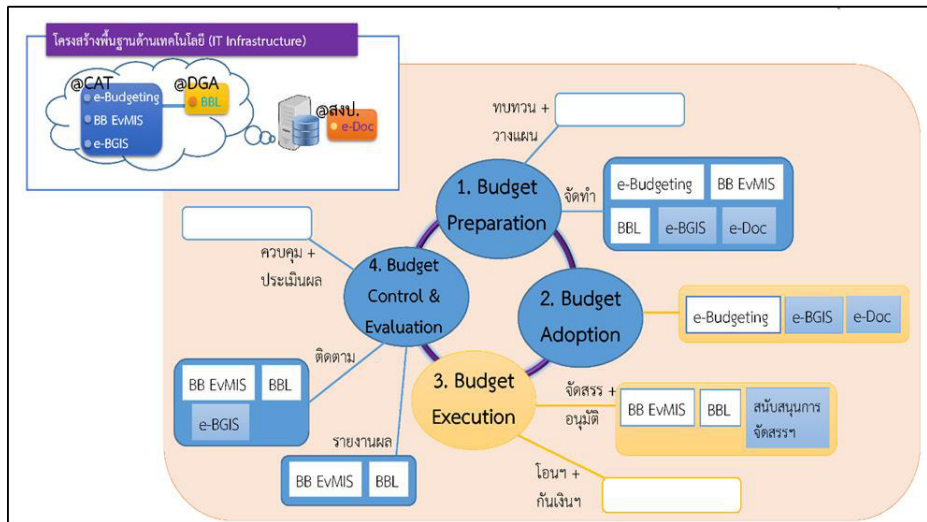 โครงสร้างพื้นฐานด้านเทคโนโลยี (IT Infrastructure)
@CAT
e-Budgeting
BB EvMIS
e-BGIS
@DGA
BBL
@สงป.
e-Doc
ทบทวน +
วางแผน
1. Budget
Preparation
จัดทำ
e-Budgeting
BB EvMIS
BBL
e-BGIS
e-Doc
2. Budget
Adoption
e-Budgeting
e-BGIS
e-Doc
3. Budget
Execution
จัดสรร +
อนุมัติ
BB EvMIS
BBL
สนับสนุนการ
จัดสรรฯ
โอนฯ +
กันเงินฯ
4. Budget
Control &
Evaluation
ควบคุม +
ประเมินผล
ติดตาม
BB EvMIS
BBL
e-BGIS
รายงานผล
BB EvMIS
BBL